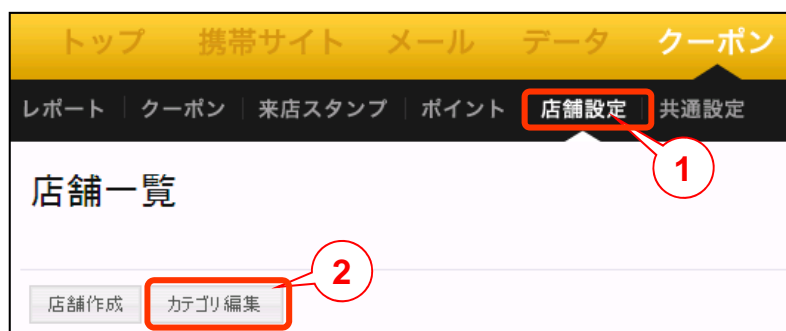 トップ 携帯サイト メール データ クーポン
レポート クーポン 来店スタンプ ポイント 店舗設定 共通設定
1
店舗一覧
2
店舗作成 カテゴリ編集